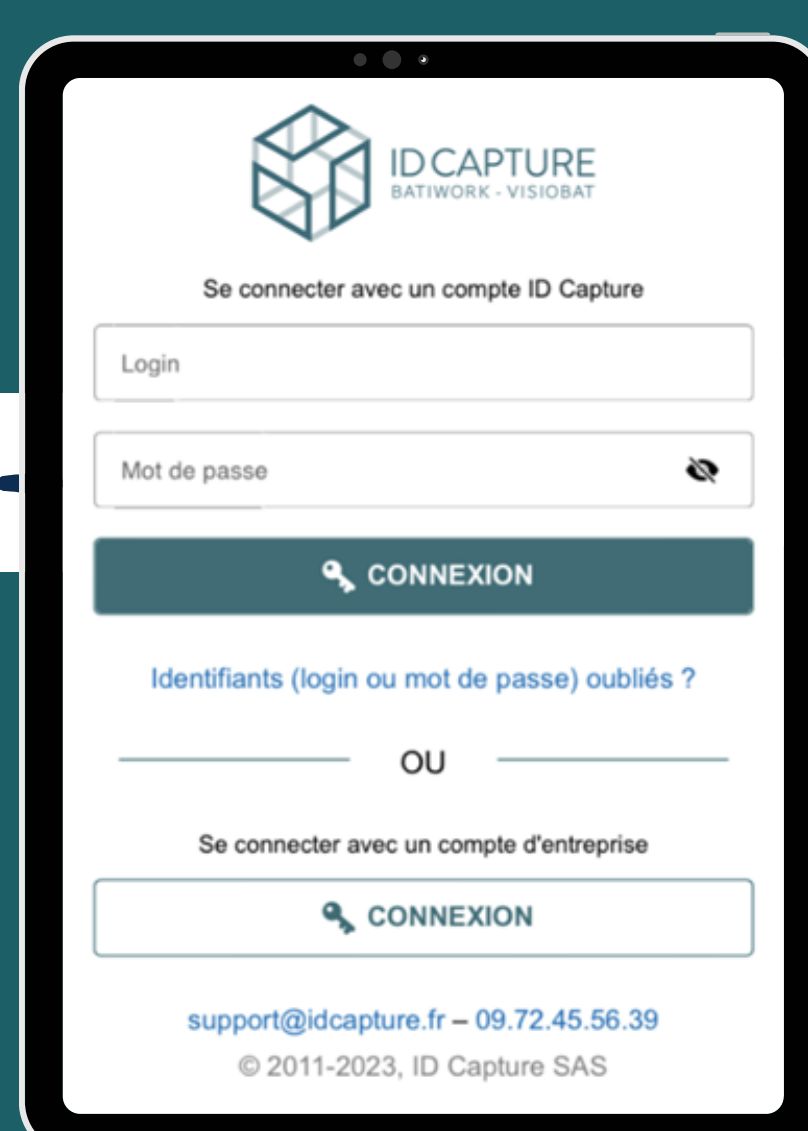 ID CAPTURE
BATIWORK - VISIOBAT
Se connecter avec un compte ID Capture
Login
Mot de passe
CONNEXION
Identifiants (login ou mot de passe) oubliés ?
OU
Se connecter avec un compte d'entreprise
CONNEXION
support@idcapture.fr – 09.72.45.56.39
© 2011-2023, ID Capture SAS